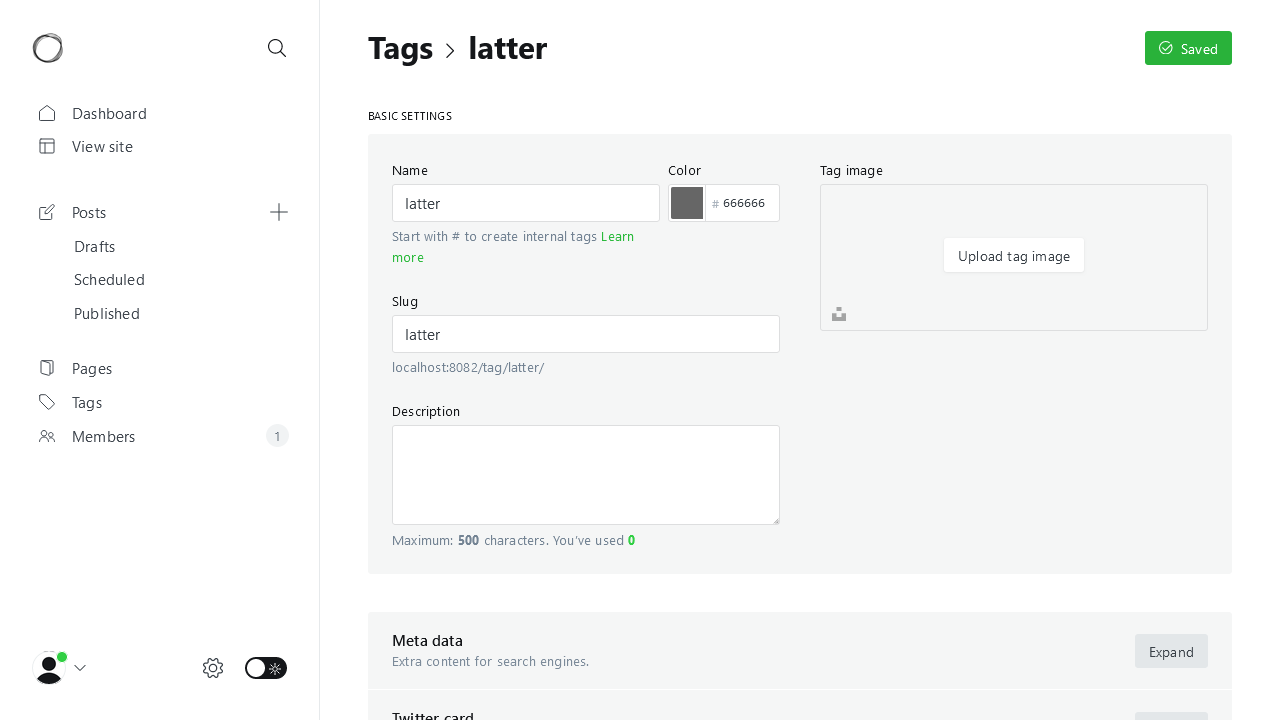 Tags > latter
Saved
Dashboard
View site
Posts
Drafts
Scheduled
Published
Pages
Tags
Members 1
BASIC SETTINGS
Name
latter
Start with # to create internal tags Learn
more
Color
# 666666
Slug
latter
localhost:8082/tag/latter/
Description
Maximum: 500 characters. You've used 0
Tag image
Upload tag image
Meta data
Extra content for search engines.
Expand
Twitter card